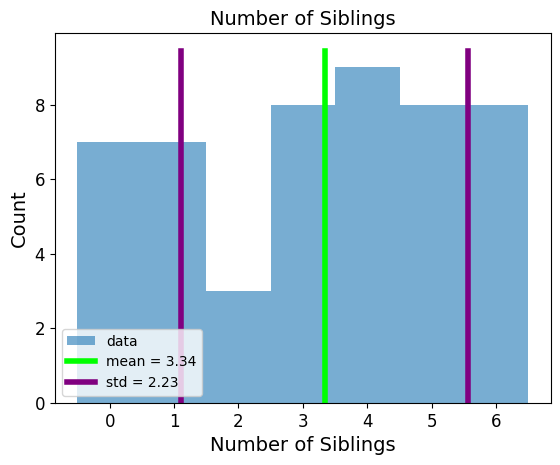 Number of Siblings
Count
8
6
4
2
0
data
mean = 3.34
std = 2.23
0 1 2 3 4 5 6
Number of Siblings